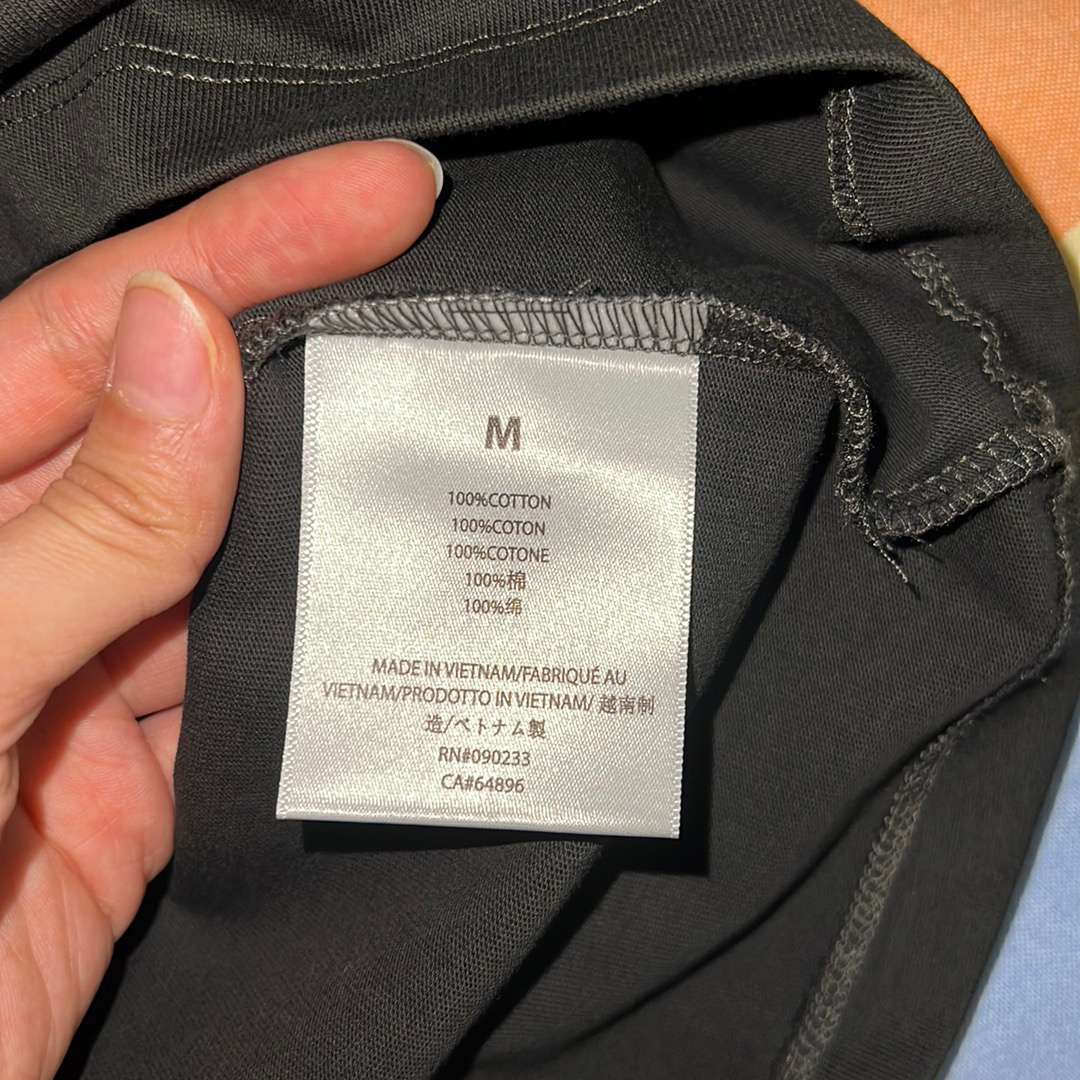 M
100%COTTON
100%COTON
100%COTONE
100%棉
100%绵
MADE IN VIETNAM/FABRIQUÉ AU
VIETNAM/PRODOTTO IN VIETNAM/ 越南制
造/ベトナム製
RN#090233
CA#64896